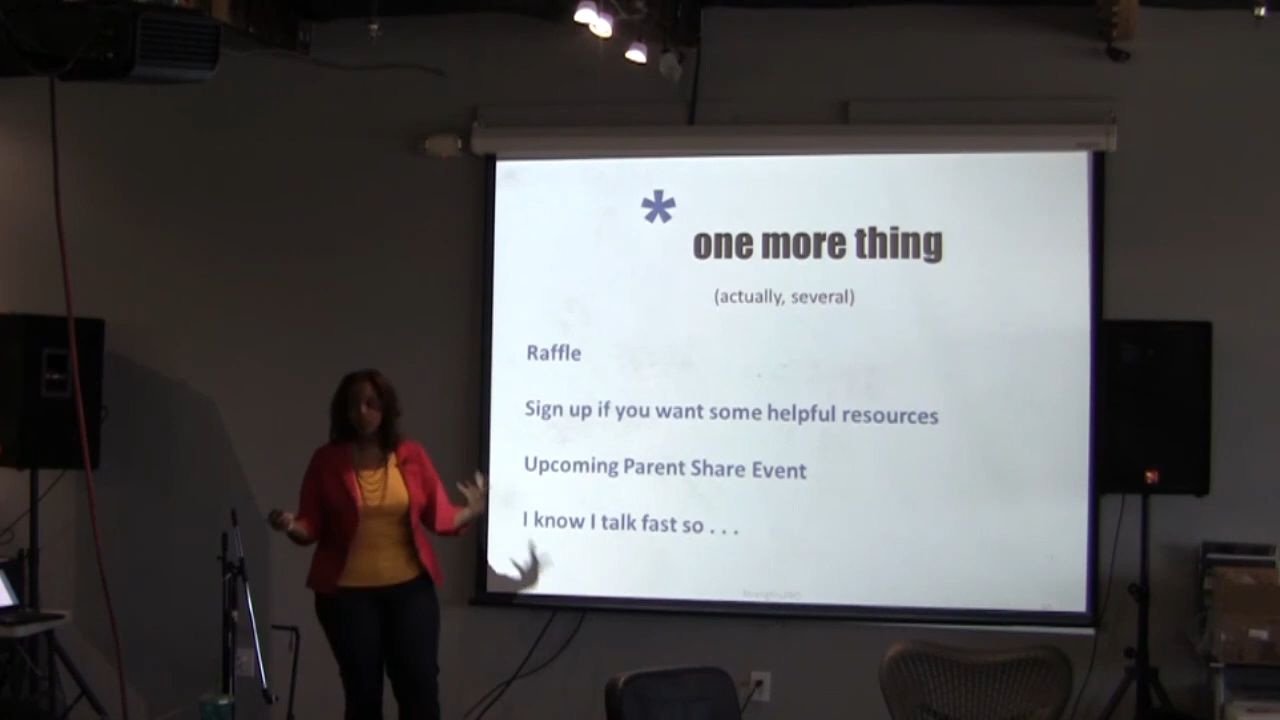 * one more thing
(actually, several)
Raffle
Sign up if you want some helpful resources
Upcoming Parent Share Event
I know I talk fast so . . .